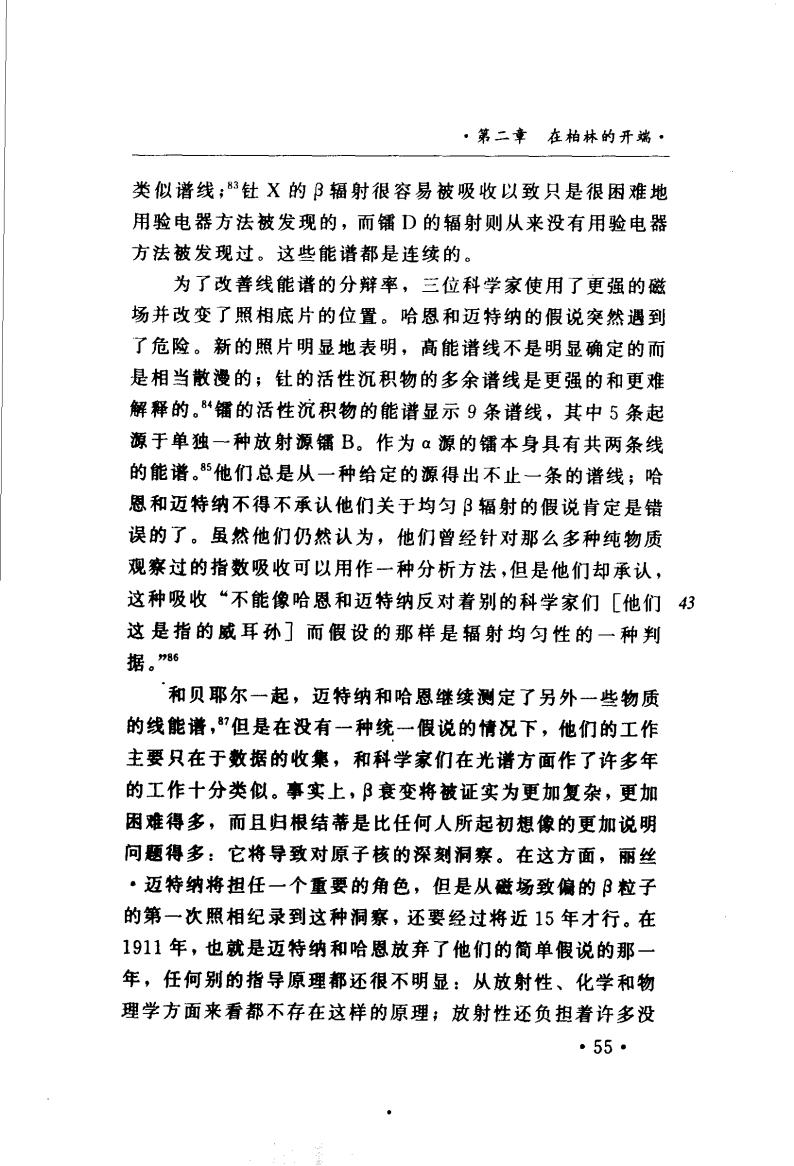 ·第二章 在柏林的开端·
类似谱线;⁸³钍 X 的 β 辐射很容易被吸收以致只是很困难地
用验电器方法被发现的，而镭 D 的辐射则从来没有用验电器
方法被发现过。这些能谱都是连续的。
为了改善线能谱的分辩率，三位科学家使用了更强的磁
场并改变了照相底片的位置。哈恩和迈特纳的假说突然遇到
了危险。新的照片明显地表明，高能谱线不是明显确定的而
是相当散漫的；钍的活性沉积物的多余谱线是更强的和更难
解释的。⁸⁴镭的活性沉积物的能谱显示 9 条谱线，其中 5 条起
源于单独一种放射源镭 B。作为 α 源的镭本身具有共两条线
的能谱。⁸⁵他们总是从一种给定的源得出不止一条的谱线；哈
恩和迈特纳不得不承认他们关于均匀 β 辐射的假说肯定是错
误的了。虽然他们仍然认为，他们曾经针对那么多种纯物质
观察过的指数吸收可以用作一种分析方法，但是他们却承认，
这种吸收“不能像哈恩和迈特纳反对着别的科学家们［他们 43
这是指的威耳孙］而假设的那样是辐射均匀性的一种判
据。”⁸⁶
和贝耶尔一起，迈特纳和哈恩继续测定了另外一些物质
的线能谱，⁸⁷但是在没有一种统一假说的情况下，他们的工作
主要只在于数据的收集，和科学家们在光谱方面作了许多年
的工作十分类似。事实上，β 衰变将被证实为更加复杂，更加
困难得多，而且归根结蒂是比任何人所起初想像的更加说明
问题得多：它将导致对原子核的深刻洞察。在这方面，丽丝
·迈特纳将担任一个重要的角色，但是从磁场致偏的 β 粒子
的第一次照相纪录到这种洞察，还要经过将近 15 年才行。在
1911 年，也就是迈特纳和哈恩放弃了他们的简单假说的那一
年，任何别的指导原理都还很不明显：从放射性、化学和物
理学方面来看都不存在这样的原理；放射性还负担着许多没
·55·